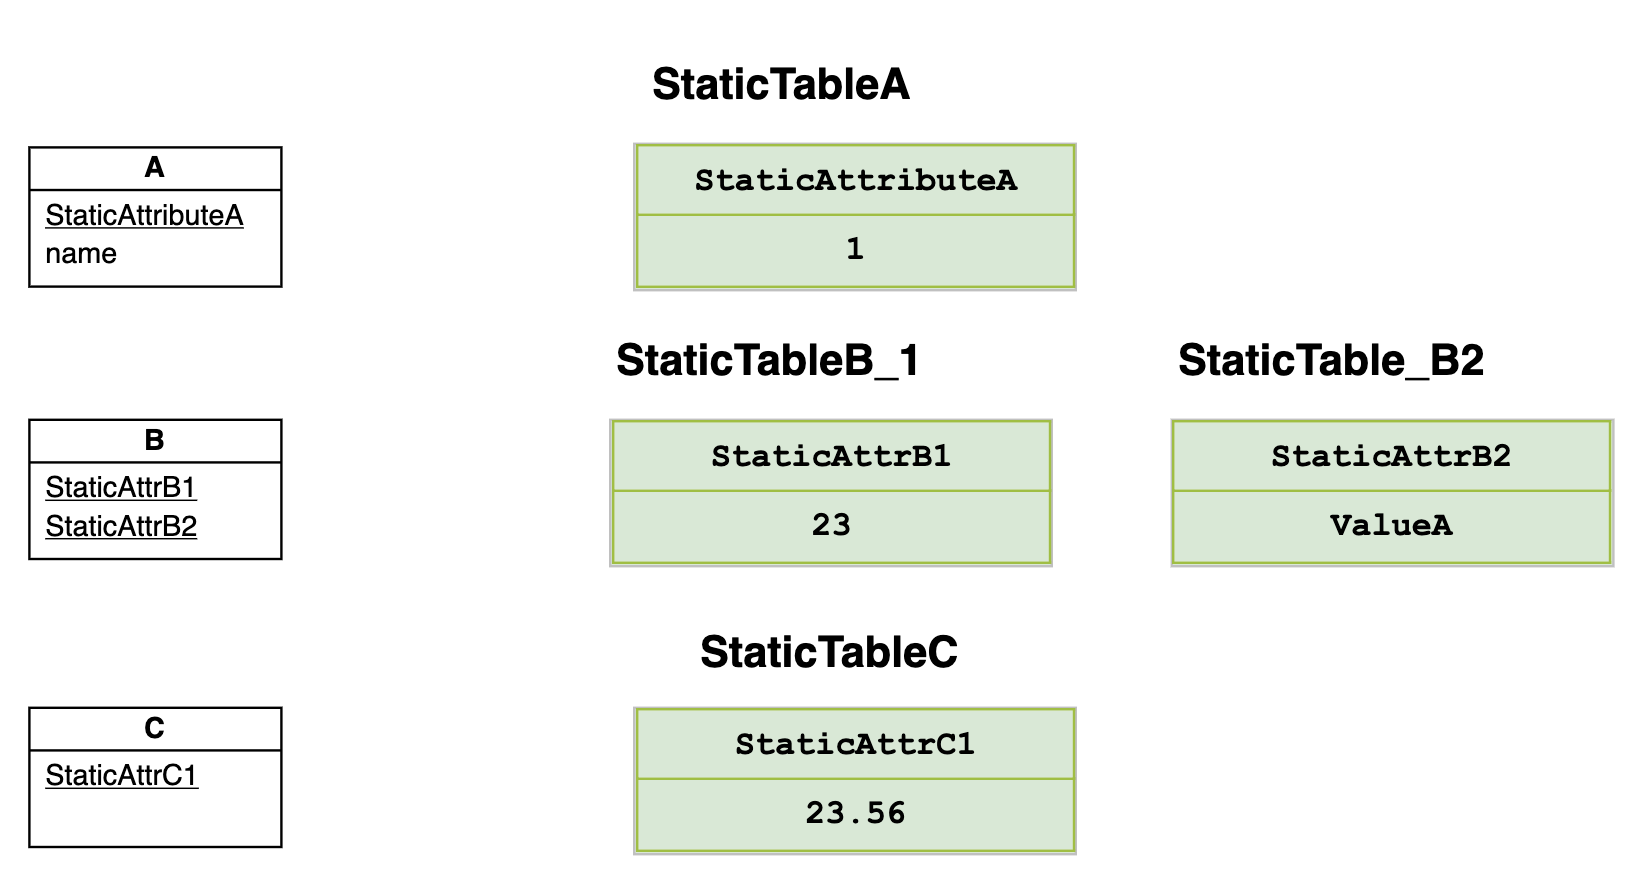 StaticTableA
A
StaticAttributeA
name
StaticAttributeA
1
StaticTableB_1
StaticTable_B2
B
StaticAttrB1
StaticAttrB2
StaticAttrB1
23
StaticAttrB2
ValueA
StaticTableC
C
StaticAttrC1
StaticAttrC1
23.56